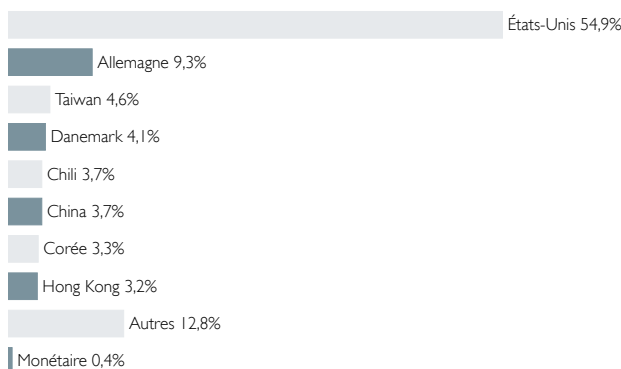 États-Unis 54,9%
Allemagne 9,3%
Taiwan 4,6%
Danemark 4,1%
Chili 3,7%
China 3,7%
Corée 3,3%
Hong Kong 3,2%
Autres 12,8%
Monétaire 0,4%